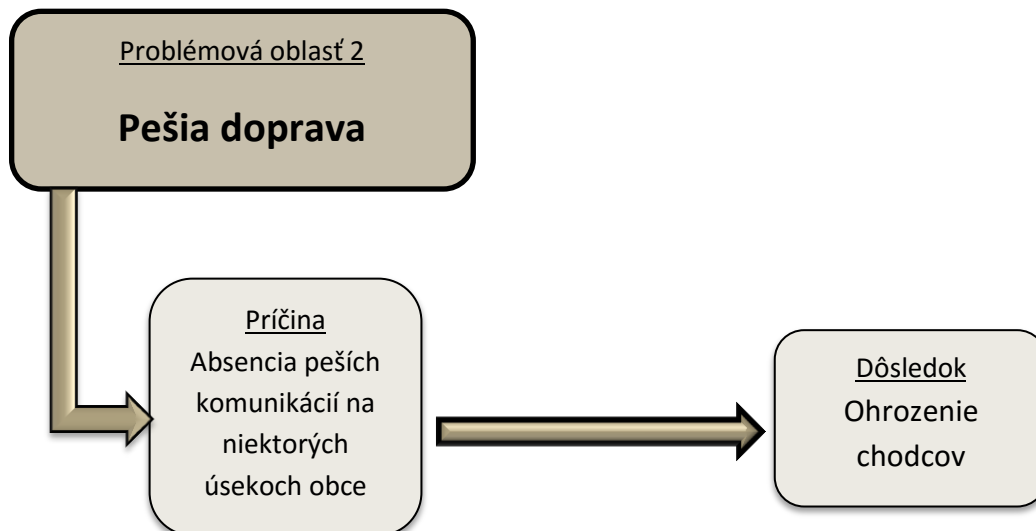 Problémová oblasť 2
Pešia doprava
Príčina
Absencia peších
komunikácií na
niektorých
úsekoch obce
Dôsledok
Ohrozenie
chodcov